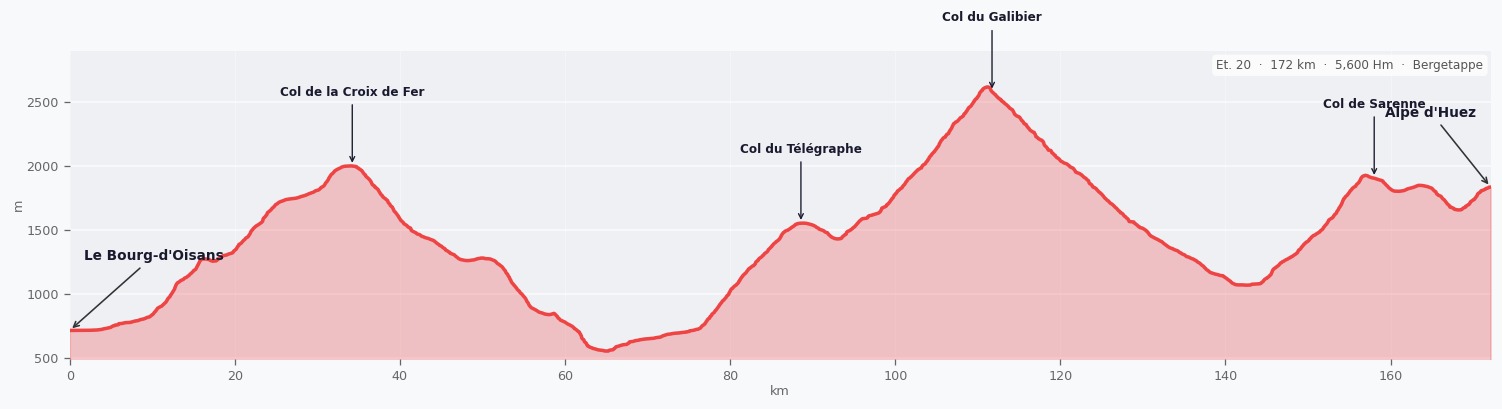 Col du Galibier
Et. 20 · 172 km · 5,600 Hm · Bergetappe
Col de la Croix de Fer
Col de Sarenne
Alpe d'Huez
Col du Télégraphe
Le Bourg-d'Oisans
m
2500
2000
1500
1000
500
0 20 40 60 80 100 120 140 160
km